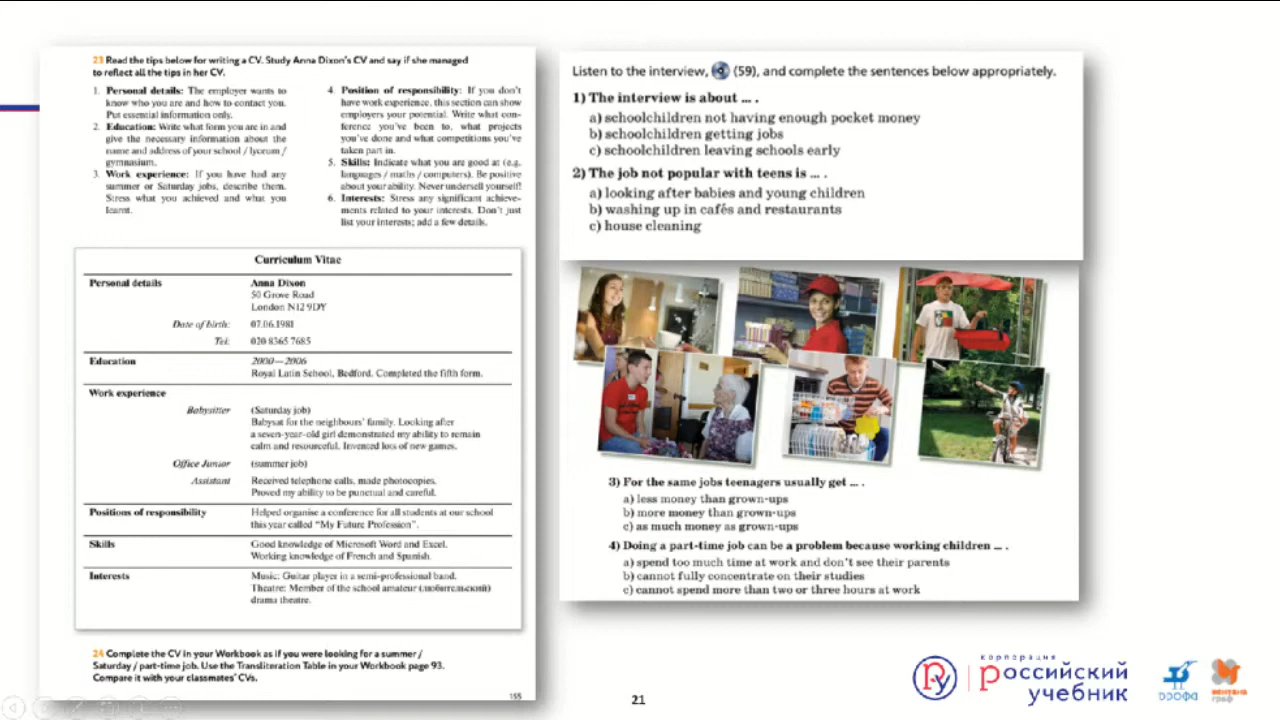 23 Read the tips below for writing a CV. Study Anna Dixon's CV and say if she managed
to reflect all the tips in her CV.
1. Personal details: The employer wants to
know who you are and how to contact you.
Put essential information only.
2. Education: Write what form you are in and
give the necessary information about the
name and address of your school / lyceum /
gymnasium.
3. Work experience: If you have had any
summer or Saturday jobs, describe them.
Stress what you achieved and what you
learnt.
4. Position of responsibility: If you don't
have work experience, this section can show
employers your potential. Write what con-
ference you've been to, what projects
you've done and what competitions you've
taken part in.
5. Skills: Indicate what you are good at (e.g.
languages / maths / computers). Be positive
about your ability. Never undersell yourself!
6. Interests: Stress any significant achieve-
ments related to your interests. Don't just
list your interests; add a few details.
Curriculum Vitae
Personal details Anna Dixon
50 Grove Road
London N12 9DY
Date of birth: 07.06.1981
Tel: 020 8365 7685
Education 2000—2006
Royal Latin School, Bedford. Completed the fifth form.
Work experience
Babysitter (Saturday job)
Babysat for the neighbours' family. Looking after
a seven-year-old girl demonstrated my ability to remain
calm and resourceful. Invented lots of new games.
Office Junior (summer job)
Assistant Received telephone calls, made photocopies.
Proved my ability to be punctual and careful.
Positions of responsibility Helped organise a conference for all students at our school
this year called "My Future Profession".
Skills Good knowledge of Microsoft Word and Excel.
Working knowledge of French and Spanish.
Interests Music: Guitar player in a semi-professional band.
Theatre: Member of the school amateur (любительский)
drama theatre.
24 Complete the CV in your Workbook as if you were looking for a summer /
Saturday / part-time job. Use the Transliteration Table in your Workbook page 93.
Compare it with your classmates' CVs.
155
Listen to the interview, (59), and complete the sentences below appropriately.
1) The interview is about ... .
a) schoolchildren not having enough pocket money
b) schoolchildren getting jobs
c) schoolchildren leaving schools early
2) The job not popular with teens is ... .
a) looking after babies and young children
b) washing up in cafés and restaurants
c) house cleaning
3) For the same jobs teenagers usually get ... .
a) less money than grown-ups
b) more money than grown-ups
c) as much money as grown-ups
4) Doing a part-time job can be a problem because working children ... .
a) spend too much time at work and don't see their parents
b) cannot fully concentrate on their studies
c) cannot spend more than two or three hours at work
21
корпорация
российский
учебник
дрофа
вентана
граф